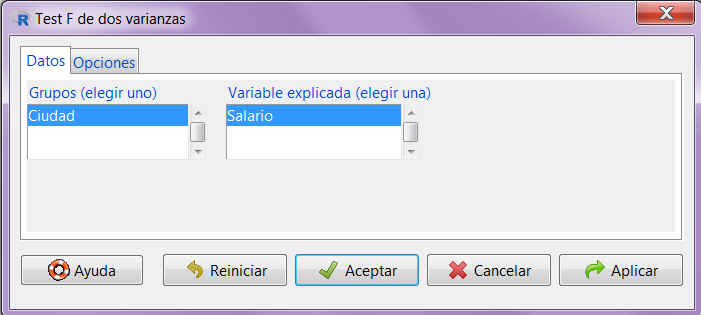 R Test F de dos varianzas
Datos Opciones
Grupos (elegir uno) Variable explicada (elegir una)
Ciudad Salario
Ayuda Reiniciar Aceptar Cancelar Aplicar